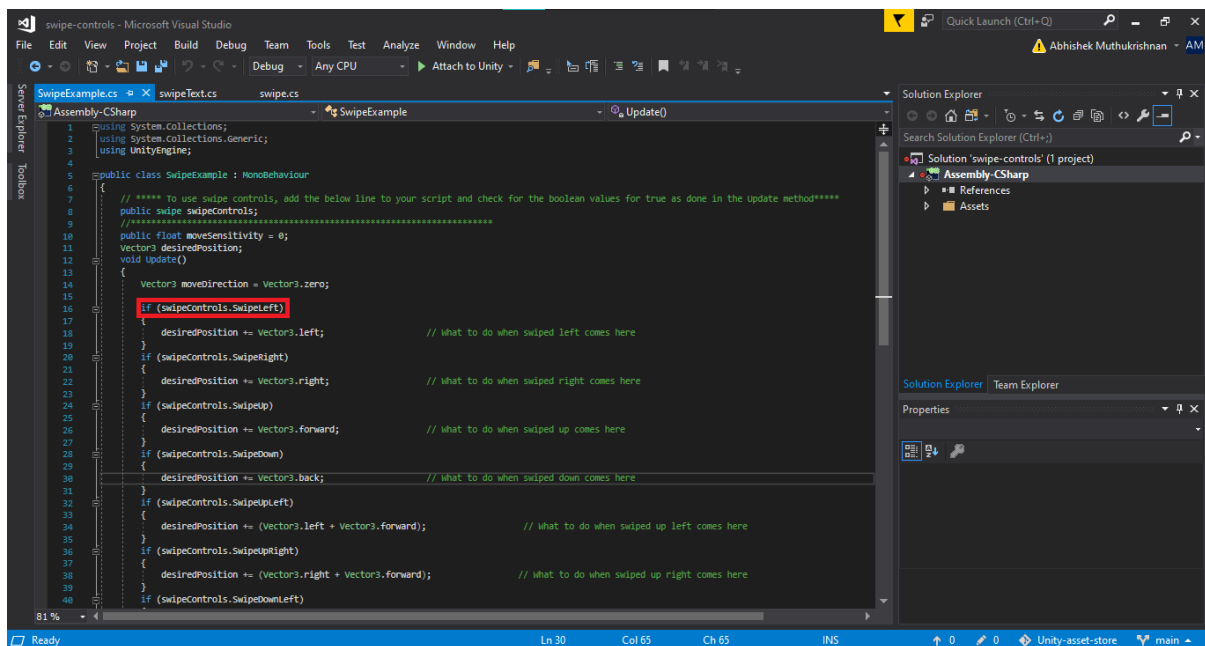 swipe-controls - Microsoft Visual Studio
Quick Launch (Ctrl+Q)
File Edit View Project Build Debug Team Tools Test Analyze Window Help
Abhishek Muthukrishnan AM
Debug Any CPU Attach to Unity
Server Explorer
Toolbox
SwipeExample.cs swipeText.cs swipe.cs
Assembly-CSharp SwipeExample Update()
1 using System.Collections;
2 using System.Collections.Generic;
3 using UnityEngine;
4
5 public class SwipeExample : MonoBehaviour
6 {
7 // ***** To use swipe controls, add the below line to your script and check for the boolean values for true as done in the Update method*****
8 public swipe swipeControls;
9 //************************************************************************
10 public float moveSensitivity = 0;
11 Vector3 desiredPosition;
12 void Update()
13 {
14 Vector3 moveDirection = Vector3.zero;
15
16 if (swipeControls.SwipeLeft)
17 {
18 desiredPosition += Vector3.left; // What to do when swiped left comes here
19 }
20 if (swipeControls.SwipeRight)
21 {
22 desiredPosition += Vector3.right; // What to do when swiped right comes here
23 }
24 if (swipeControls.SwipeUp)
25 {
26 desiredPosition += Vector3.forward; // What to do when swiped up comes here
27 }
28 if (swipeControls.SwipeDown)
29 {
30 desiredPosition += Vector3.back; // What to do when swiped down comes here
31 }
32 if (swipeControls.SwipeUpLeft)
33 {
34 desiredPosition += (Vector3.left + Vector3.forward); // What to do when swiped up left comes here
35 }
36 if (swipeControls.SwipeUpRight)
37 {
38 desiredPosition += (Vector3.right + Vector3.forward); // What to do when swiped up right comes here
39 }
40 if (swipeControls.SwipeDownLeft)
81 %
Solution Explorer
Search Solution Explorer (Ctrl+;)
Solution 'swipe-controls' (1 project)
Assembly-CSharp
References
Assets
Solution Explorer Team Explorer
Properties
Ready Ln 30 Col 65 Ch 65 INS 0 0 Unity-asset-store main